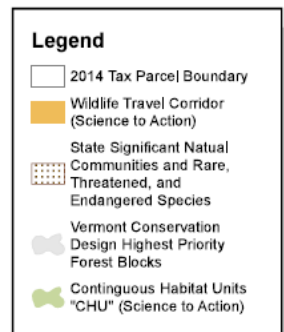 Legend
2014 Tax Parcel Boundary
Wildlife Travel Corridor
(Science to Action)
State Significant Natual
Communities and Rare,
Threatened, and
Endangered Species
Vermont Conservation
Design Highest Priority
Forest Blocks
Contiguous Habitat Units
"CHU" (Science to Action)